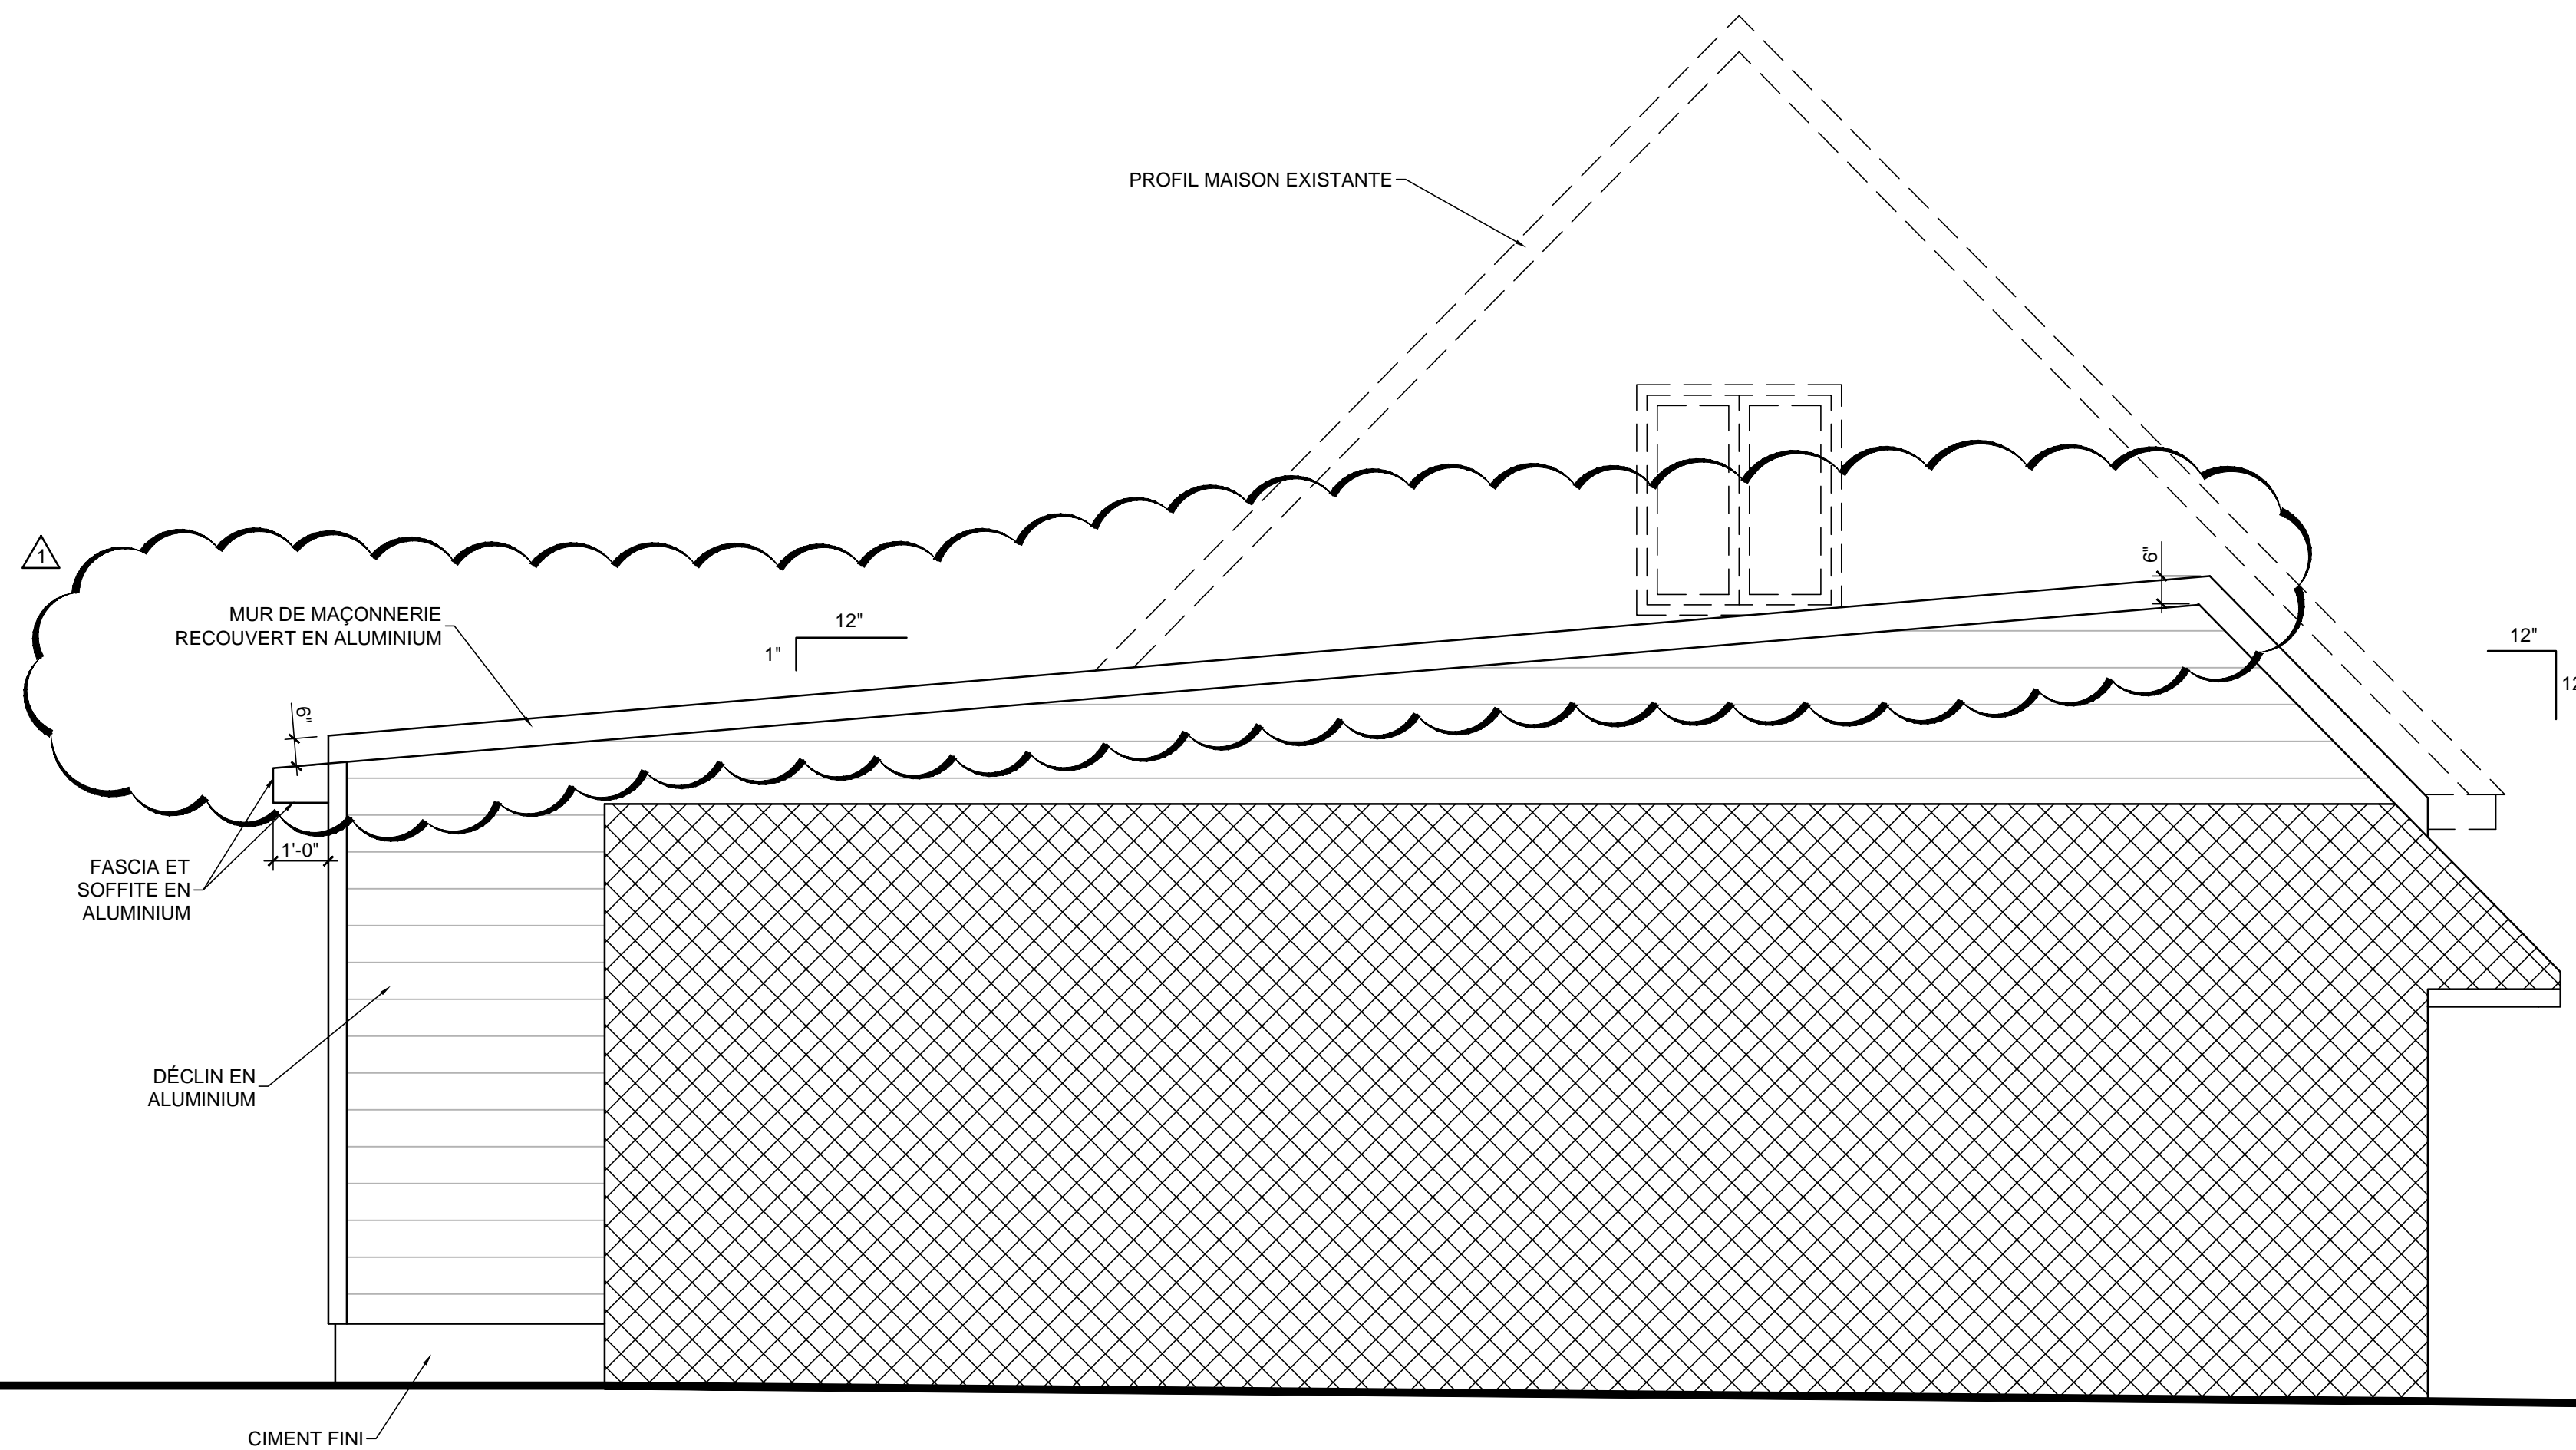 PROFIL MAISON EXISTANTE
1
MUR DE MAÇONNERIE
RECOUVERT EN ALUMINIUM
12"
1"
6"
12"
6"
1'-0"
FASCIA ET
SOFFITE EN
ALUMINIUM
DÉCLIN EN
ALUMINIUM
CIMENT FINI